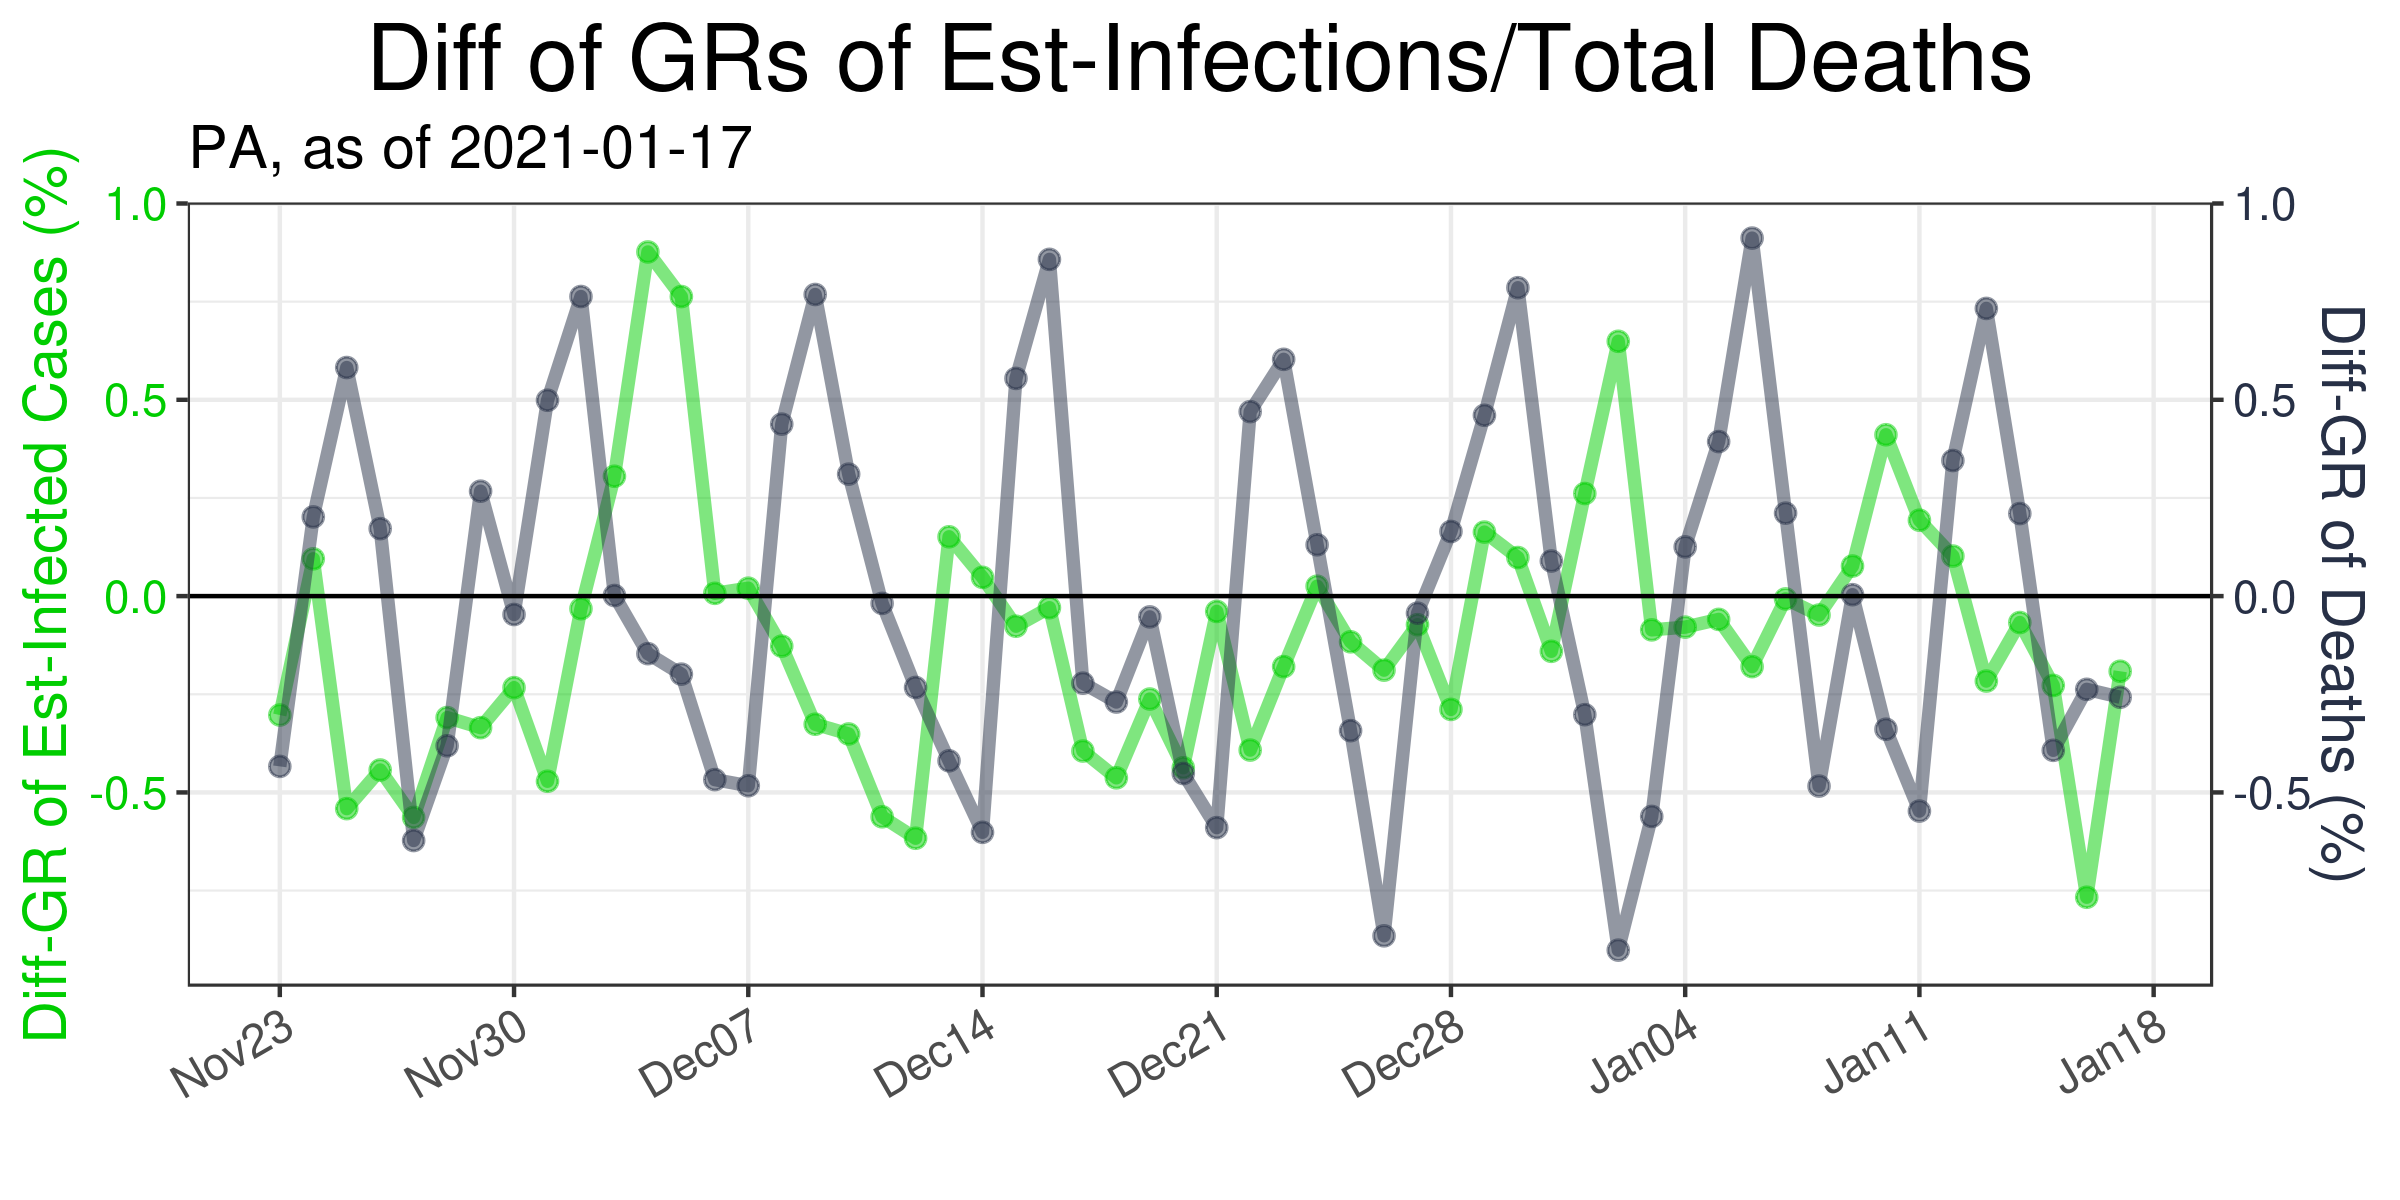 Diff of GRs of Est-Infections/Total Deaths
PA, as of 2021-01-17
Diff-GR of Est-Infected Cases (%)
1.0
0.5
0.0
-0.5
1.0
0.5
0.0
-0.5
Diff-GR of Deaths (%)
Nov23
Nov30
Dec07
Dec14
Dec21
Dec28
Jan04
Jan11
Jan18